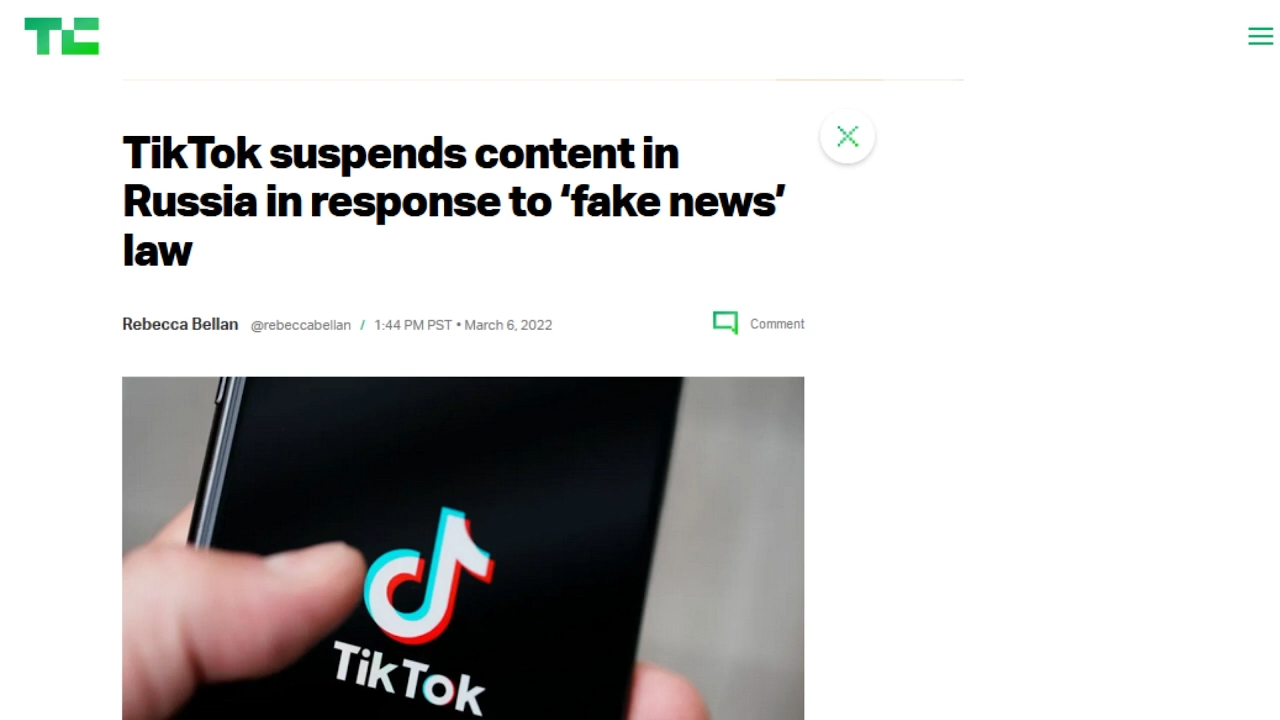 TC
TikTok suspends content in
Russia in response to ‘fake news’
law
Rebecca Bellan @rebeccabellan / 1:44 PM PST • March 6, 2022
Comment
TikTok